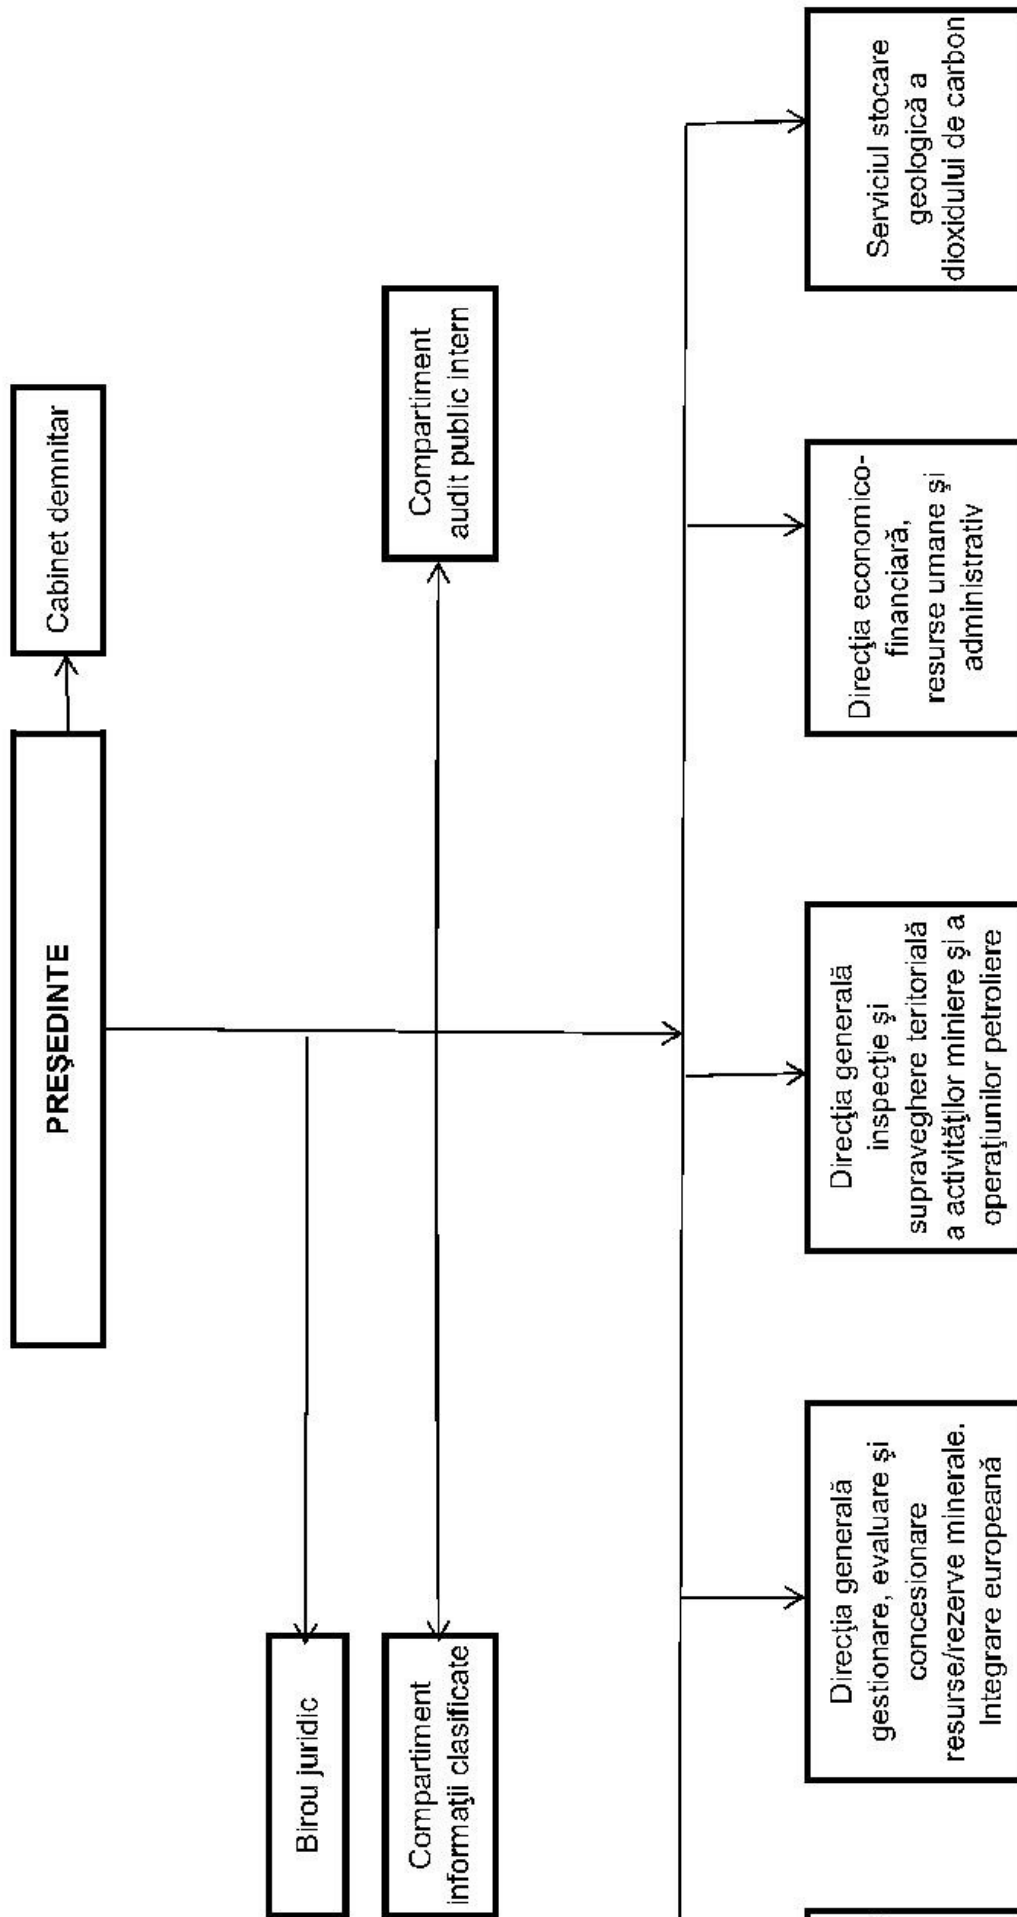 PREŞEDINTE
Cabinet demnitar
Birou juridic
Compartiment
informaţii clasificate
Compartiment
audit public intern
Direcţia generală
gestionare, evaluare şi
concesionare
resurse/rezerve minerale.
Integrare europeană
Direcţia generală
inspecţie şi
supraveghere teritorială
a activităţilor miniere şi a
operaţiunilor petroliere
Direcţia economico-
financiară,
resurse umane şi
administrativ
Serviciul stocare
geologică a
dioxidului de carbon